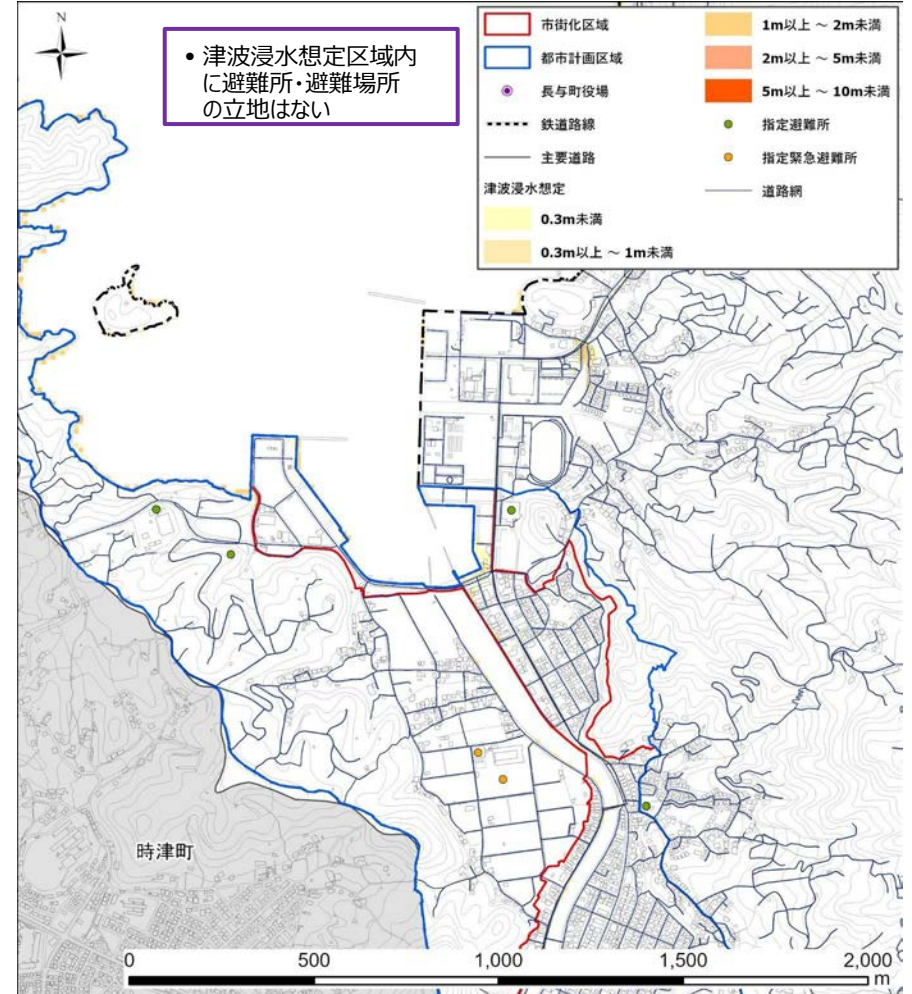 N
• 津波浸水想定区域内
に避難所・避難場所
の立地はない
市街化区域
都市計画区域
長与町役場
鉄道路線
主要道路
津波浸水想定
0.3m未満
0.3m以上 ～ 1m未満
1m以上 ～ 2m未満
2m以上 ～ 5m未満
5m以上 ～ 10m未満
指定避難所
指定緊急避難所
道路網
時津町
0 500 1,000 1,500 2,000
m